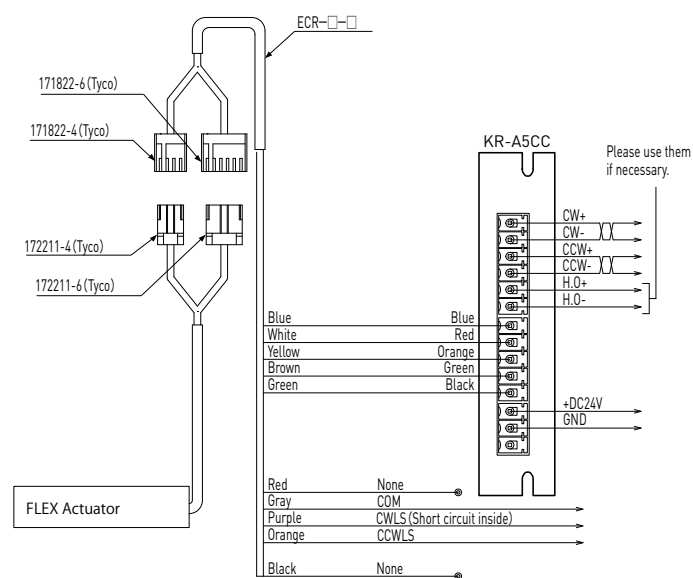 ECR-□-□
171822-6(Tyco)
171822-4(Tyco)
KR-A5CC
Please use them
if necessary.
CW+
CW-
CCW+
CCW-
H.O+
H.O-
172211-4(Tyco)
172211-6(Tyco)
Blue Blue
White Red
Yellow Orange
Brown Green
Green Black
+DC24V
GND
FLEX Actuator
Red None
Gray COM
Purple CWLS(Short circuit inside)
Orange CCWLS
Black None